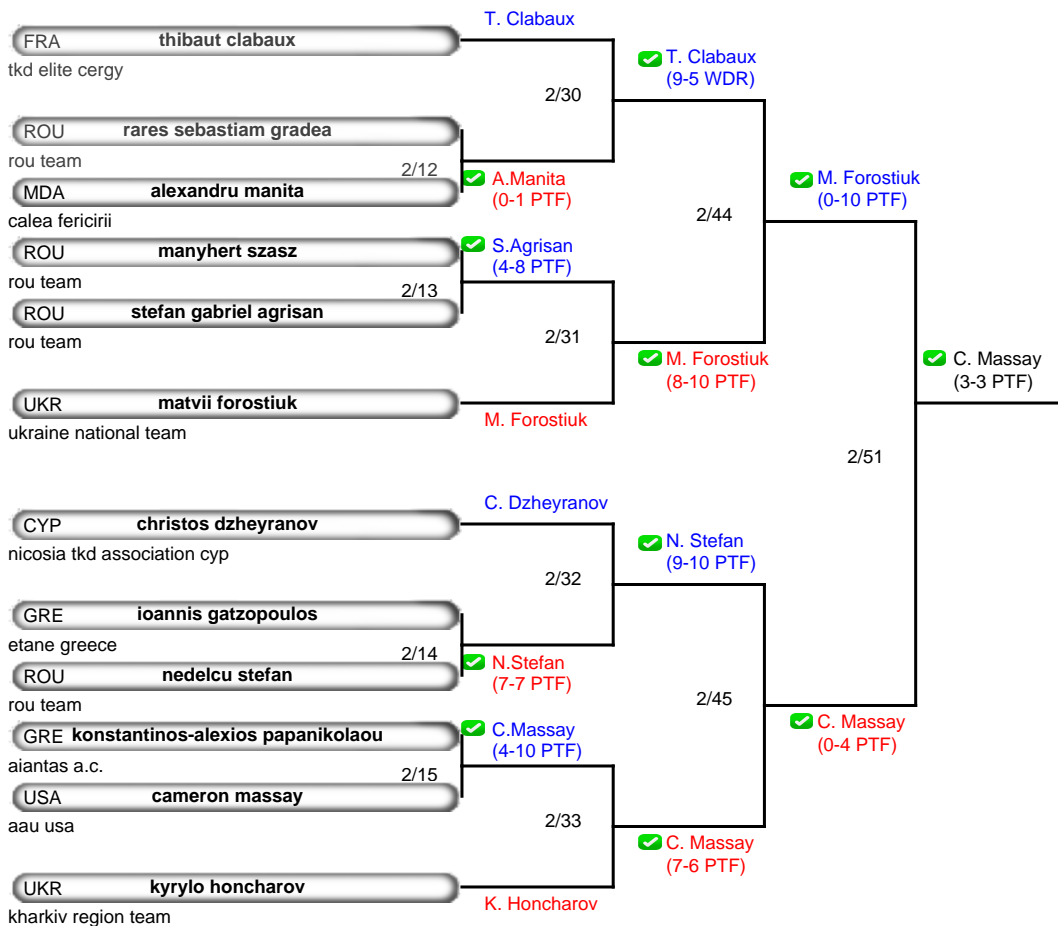 T. Clabaux
FRA thibaut clabaux
tkd elite cergy
T. Clabaux
(9-5 WDR)
2/30
ROU rares sebastiam gradea
rou team
2/12
A.Manita
(0-1 PTF)
MDA alexandru manita
calea fericirii
M. Forostiuk
(0-10 PTF)
2/44
ROU manyhert szasz
rou team
S.Agrisan
(4-8 PTF)
2/13
ROU stefan gabriel agrisan
rou team
2/31
M. Forostiuk
(8-10 PTF)
C. Massay
(3-3 PTF)
UKR matvii forostiuk
ukraine national team
M. Forostiuk
2/51
C. Dzheyranov
CYP christos dzheyranov
nicosia tkd association cyp
N. Stefan
(9-10 PTF)
2/32
GRE ioannis gatzopoulos
etane greece
2/14
N.Stefan
(7-7 PTF)
ROU nedelcu stefan
rou team
2/45
C. Massay
(0-4 PTF)
GRE konstantinos-alexios papanikolaou
aiantas a.c.
C.Massay
(4-10 PTF)
2/15
USA cameron massay
aau usa
2/33
C. Massay
(7-6 PTF)
UKR kyrylo honcharov
kharkiv region team
K. Honcharov